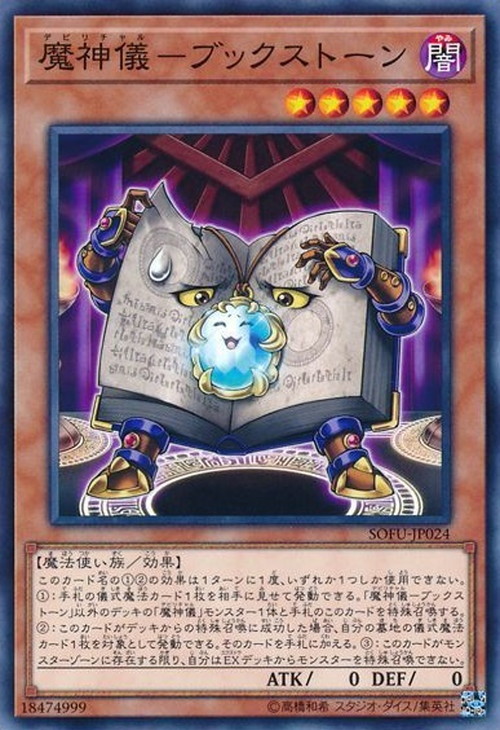 デビリチャル
魔神儀－ブックストーン
やみ
闇
SOFU-JP024
【魔法使い族／効果】
このカード名の①②の効果は１ターンに１度、いずれか１つしか使用できない。
①：手札の儀式魔法カード１枚を相手に見せて発動できる。「魔神儀－ブックス
トーン」以外のデッキの「魔神儀」モンスター１体と手札のこのカードを特殊召喚する。
②：このカードがデッキからの特殊召喚に成功した場合、自分の墓地の儀式魔法
カード１枚を対象として発動できる。そのカードを手札に加える。③：このカードがモン
スターゾーンに存在する限り、自分はEXデッキからモンスターを特殊召喚できない。
ATK/ 0 DEF/ 0
18474999
©高橋和希 スタジオ・ダイス/集英社